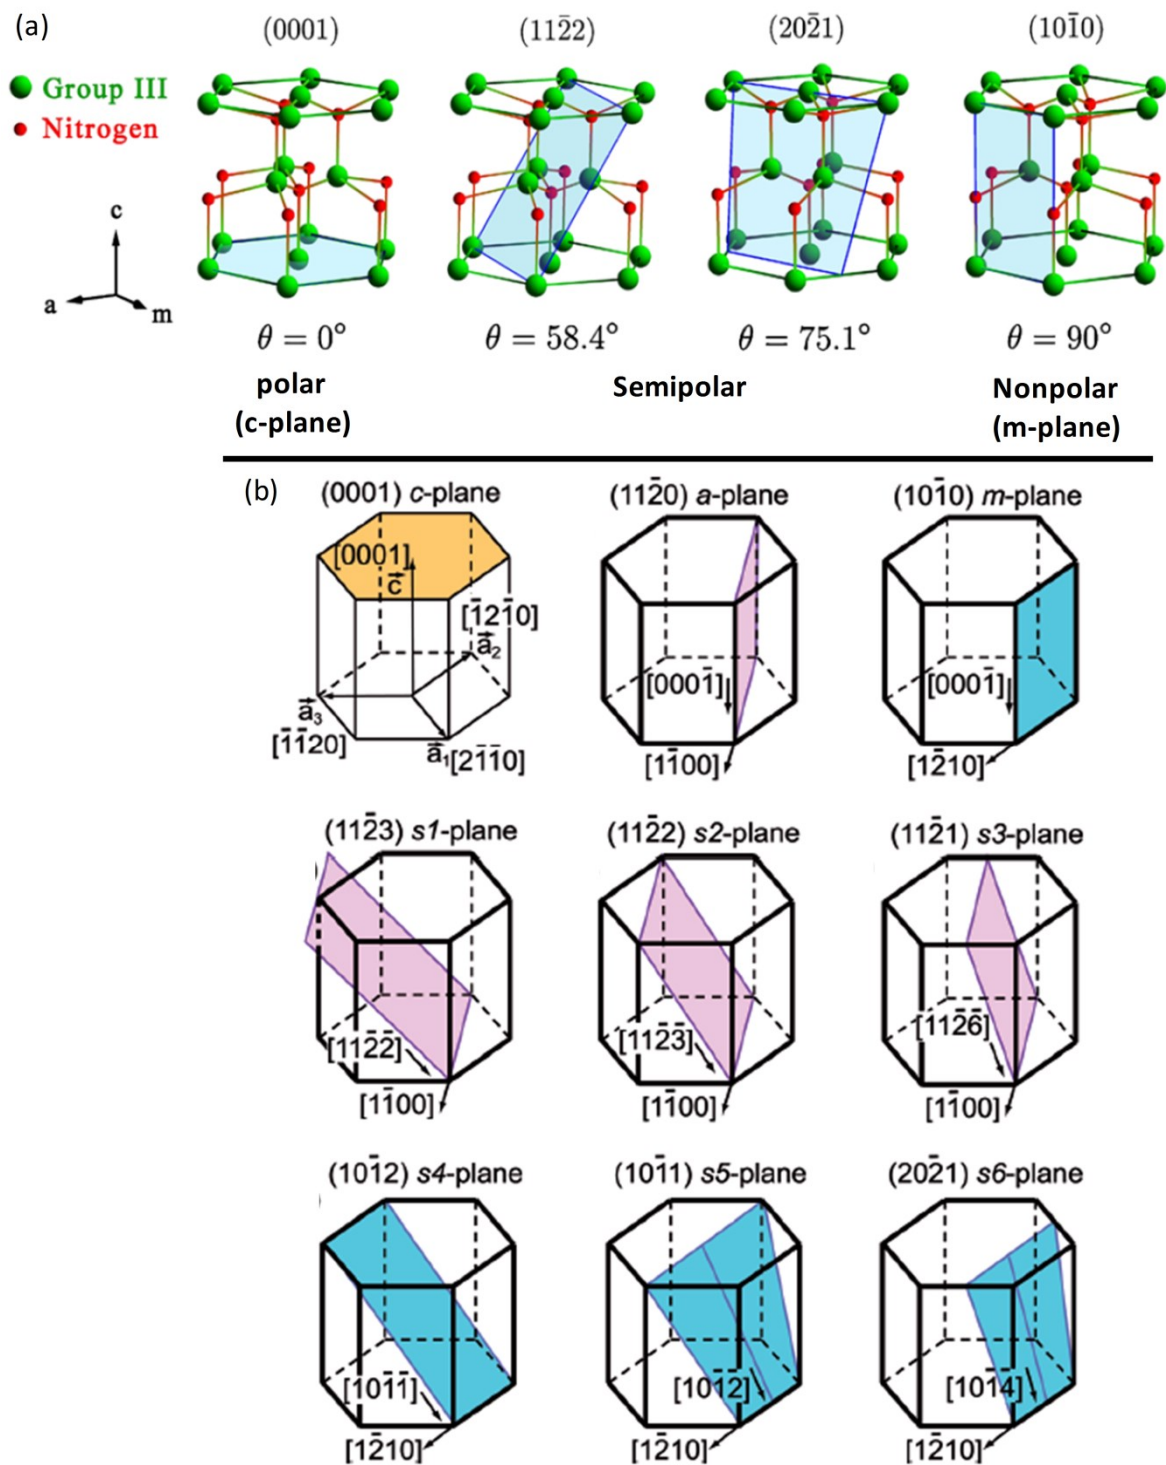 (a)
(0001) (112̄2) (202̄1) (101̄0)
Group III
Nitrogen
c
a
m
θ = 0° θ = 58.4° θ = 75.1° θ = 90°
polar
(c-plane)
Semipolar
Nonpolar
(m-plane)
(b)
(0001) c-plane
[0001]
c⃗
[1̄21̄0]
a⃗₂
a⃗₃
[1̄1̄20]
a⃗₁[21̄1̄0]
(112̄0) a-plane
[0001̄]
[11̄00]
(101̄0) m-plane
[0001̄]
[12̄10]
(112̄3) s1-plane
[112̄2̄]
[11̄00]
(112̄2) s2-plane
[112̄3̄]
[11̄00]
(112̄1) s3-plane
[112̄6̄]
[11̄00]
(101̄2) s4-plane
[101̄1̄]
[12̄10]
(101̄1) s5-plane
[101̄2̄]
[12̄10]
(202̄1) s6-plane
[101̄4̄]
[12̄10]